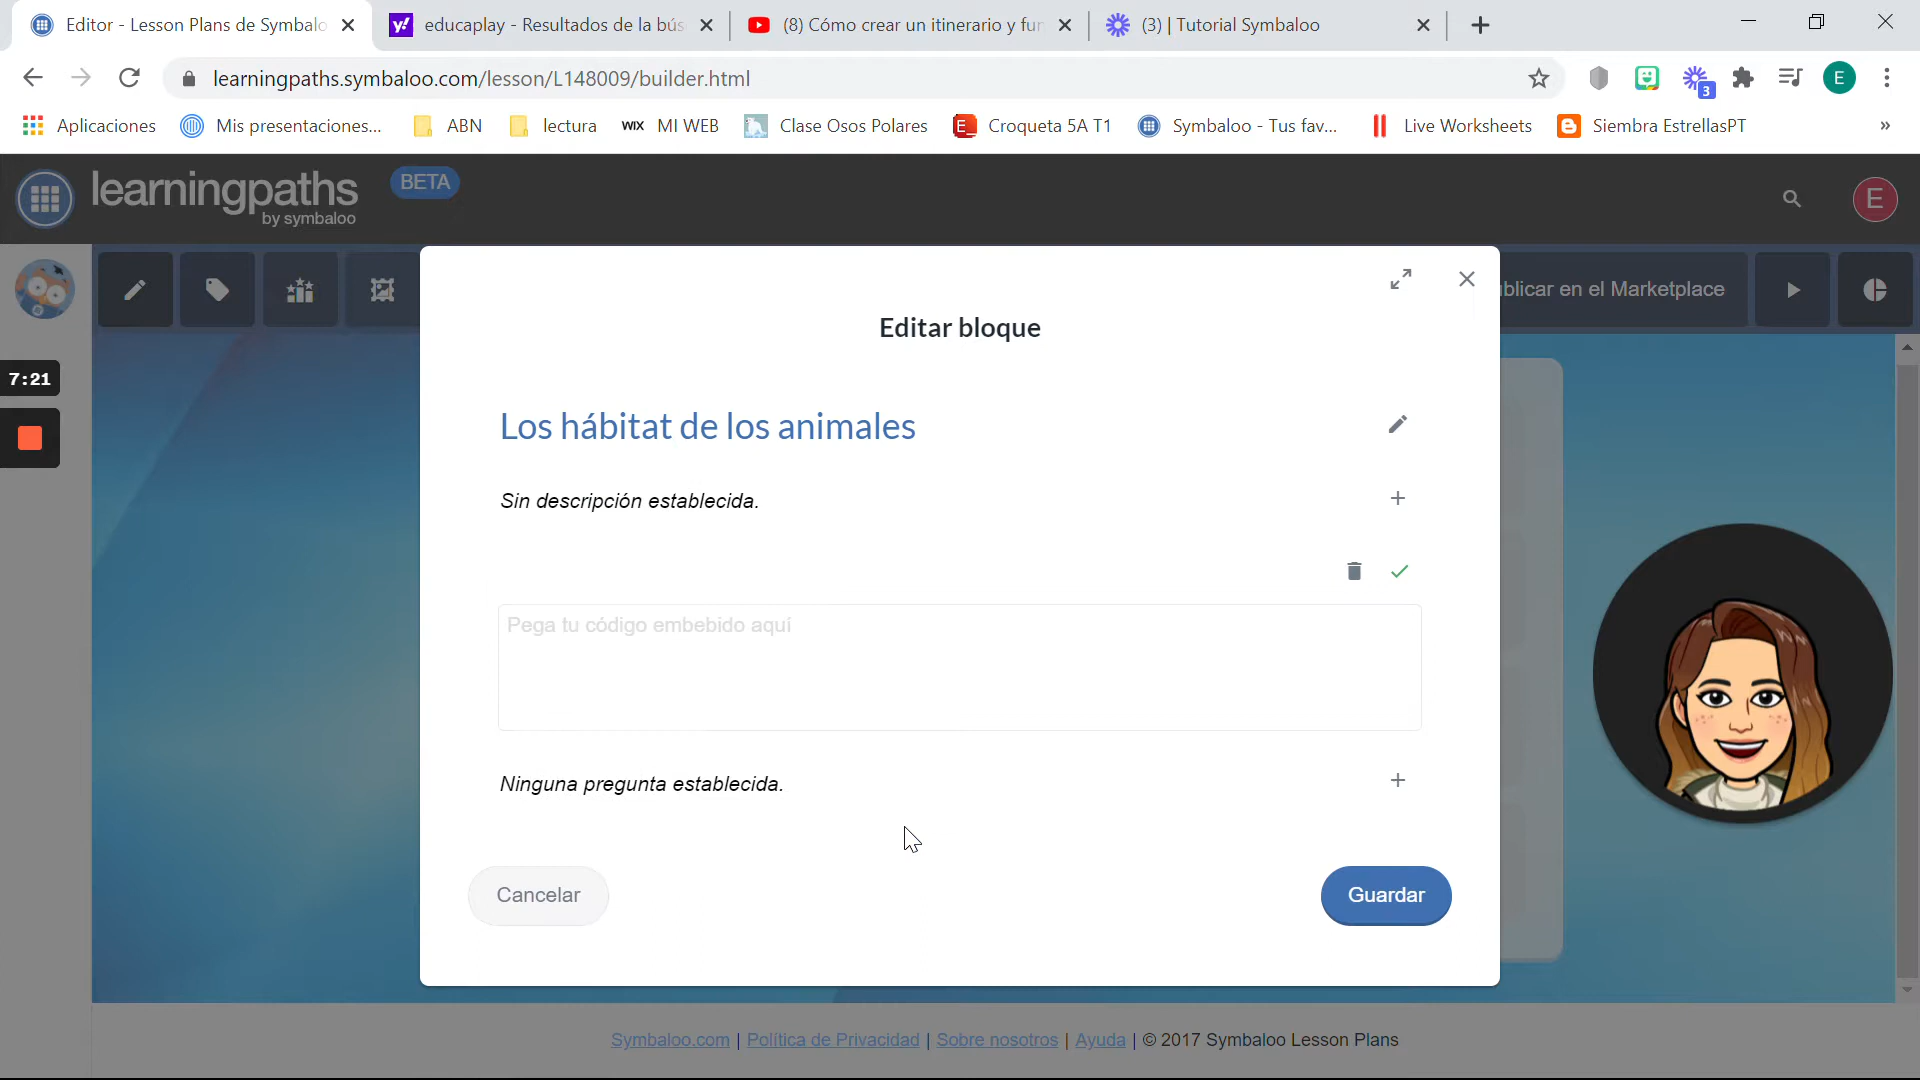 Editor - Lesson Plans de Symbalo
educaplay - Resultados de la bús
(8) Cómo crear un itinerario y fun
(3) | Tutorial Symbaloo
learningpaths.symbaloo.com/lesson/L148009/builder.html
3
E
Aplicaciones
Mis presentaciones...
ABN
lectura
WIX MI WEB
Clase Osos Polares
Croqueta 5A T1
Symbaloo - Tus fav...
Live Worksheets
Siembra EstrellasPT
»
learningpaths
by symbaloo
BETA
E
blicar en el Marketplace
7:21
Editar bloque
Los hábitat de los animales
Sin descripción establecida.
Pega tu código embebido aquí
Ninguna pregunta establecida.
Cancelar
Guardar
Symbaloo.com | Política de Privacidad | Sobre nosotros | Ayuda | © 2017 Symbaloo Lesson Plans